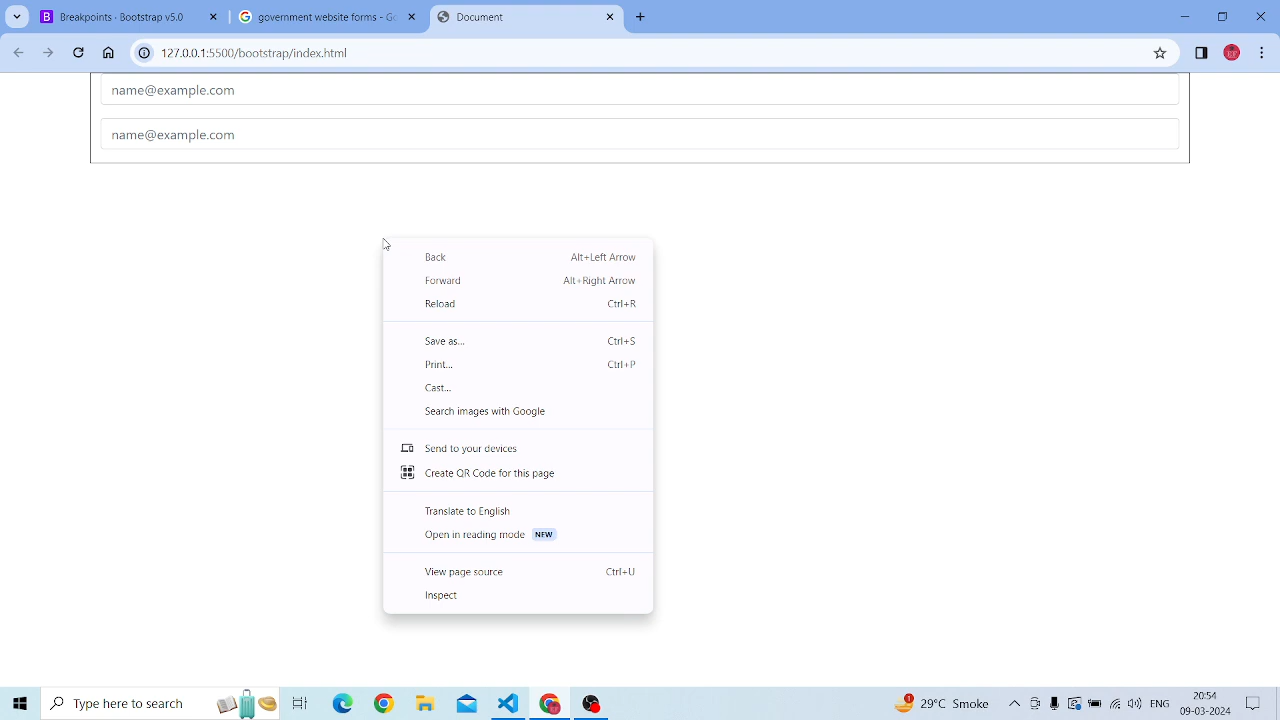 Breakpoints · Bootstrap v5.0
government website forms - Go
Document
127.0.0.1:5500/bootstrap/index.html
name@example.com
name@example.com
Back Alt+Left Arrow
Forward Alt+Right Arrow
Reload Ctrl+R
Save as... Ctrl+S
Print... Ctrl+P
Cast...
Search images with Google
Send to your devices
Create QR Code for this page
Translate to English
Open in reading mode NEW
View page source Ctrl+U
Inspect
Type here to search
1
29°C Smoke
ENG
20:54
09-03-2024